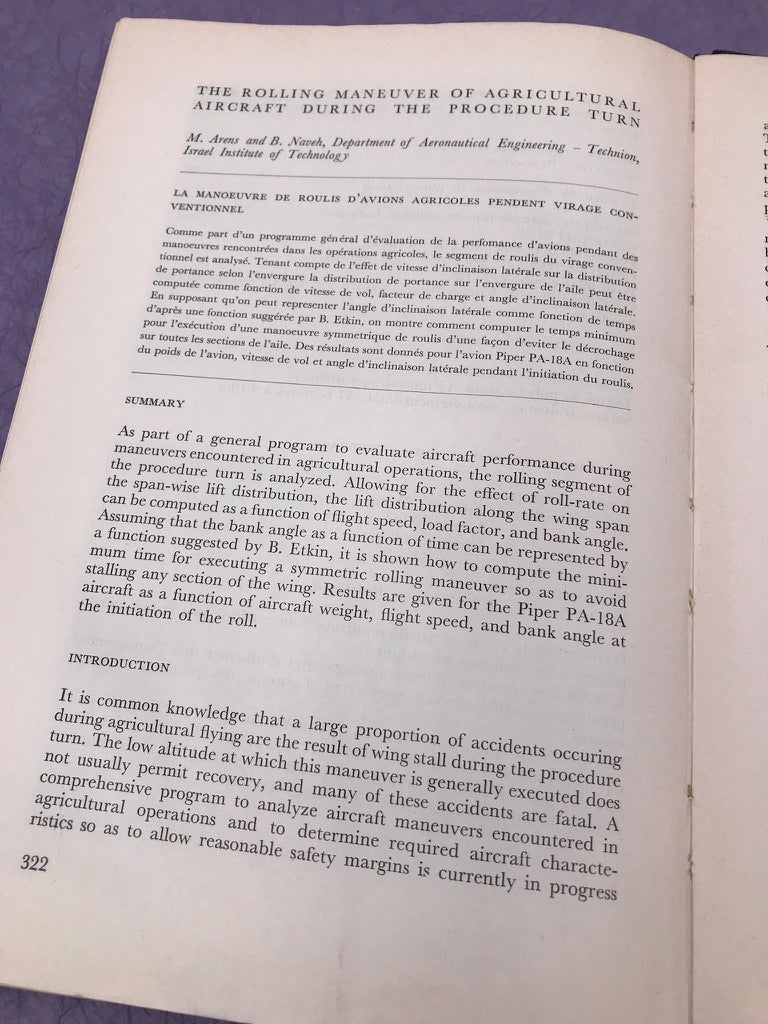 THE ROLLING MANEUVER OF AGRICULTURAL
AIRCRAFT DURING THE PROCEDURE TURN
M. Arens and B. Naveh, Department of Aeronautical Engineering – Technion,
Israel Institute of Technology
LA MANOEUVRE DE ROULIS D'AVIONS AGRICOLES PENDENT VIRAGE CON-
VENTIONNEL
Comme part d'un programme général d'évaluation de la perfomance d'avions pendant des
manoeuvres rencontrées dans les opérations agricoles, le segment de roulis du virage conven-
tionnel est analysé. Tenant compte de l'effet de vitesse d'inclinaison latérale sur la distribution
de portance selon l'envergure la distribution de portance sur l'envergure de l'aile peut être
computée comme fonction de vitesse de vol, facteur de charge et angle d'inclinaison latérale.
En supposant qu'on peut représenter l'angle d'inclinaison latérale comme fonction de temps
d'après une fonction suggérée par B. Etkin, on montre comment computer le temps minimum
pour l'exécution d'une manoeuvre symmetrique de roulis d'une façon d'eviter le décrochage
sur toutes les sections de l'aile. Des résultats sont donnés pour l'avion Piper PA-18A en fonction
du poids de l'avion, vitesse de vol et angle d'inclinaison latérale pendant l'initiation du roulis.
SUMMARY
As part of a general program to evaluate aircraft performance during
maneuvers encountered in agricultural operations, the rolling segment of
the procedure turn is analyzed. Allowing for the effect of roll-rate on
the span-wise lift distribution, the lift distribution along the wing span
can be computed as a function of flight speed, load factor, and bank angle.
Assuming that the bank angle as a function of time can be represented by
a function suggested by B. Etkin, it is shown how to compute the mini-
mum time for executing a symmetric rolling maneuver so as to avoid
stalling any section of the wing. Results are given for the Piper PA-18A
aircraft as a function of aircraft weight, flight speed, and bank angle at
the initiation of the roll.
INTRODUCTION
It is common knowledge that a large proportion of accidents occuring
during agricultural flying are the result of wing stall during the procedure
turn. The low altitude at which this maneuver is generally executed does
not usually permit recovery, and many of these accidents are fatal. A
comprehensive program to analyze aircraft maneuvers encountered in
agricultural operations and to determine required aircraft characte-
ristics so as to allow reasonable safety margins is currently in progress
322